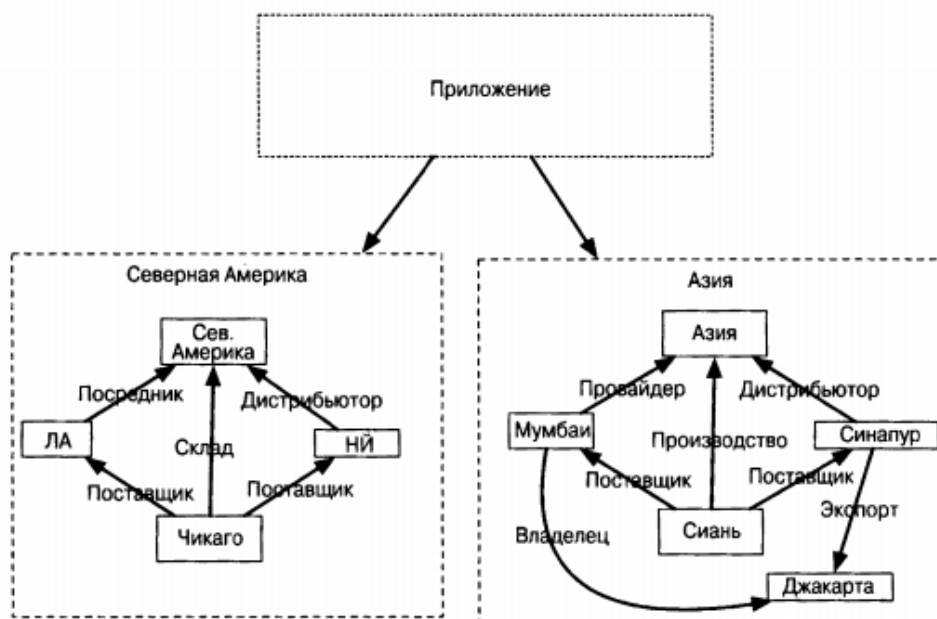 Приложение
Северная Америка
Сев.
Америка
Посредник
Дистрибьютор
ЛА
Склад
НЙ
Поставщик
Поставщик
Чикаго
Азия
Азия
Провайдер
Дистрибьютор
Мумбаи
Производство
Синапур
Поставщик
Поставщик
Экспорт
Владелец
Сиань
Джакарта